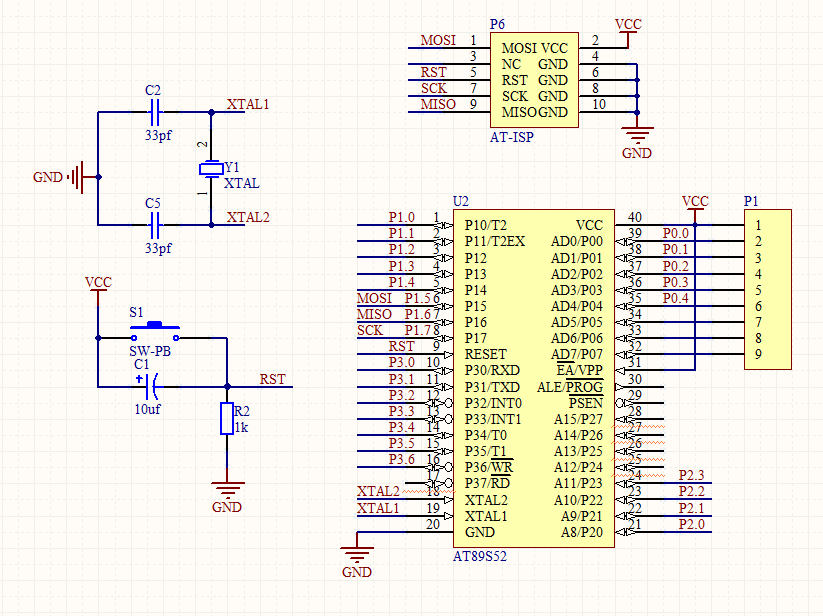 C2
XTAL1
33pf
2
GND
Y1
XTAL
1
C5
XTAL2
33pf
VCC
S1
SW-PB
C1
+
10uf
RST
R2
1k
GND
P6
VCC
MOSI 1 MOSI VCC 2
3 NC GND 4
RST 5 RST GND 6
SCK 7 SCK GND 8
MISO 9 MISO GND 10
AT-ISP
GND
U2 VCC P1
P1.0 1 P10/T2 VCC 40 1
P1.1 2 P11/T2EX AD0/P00 39 P0.0 2
P1.2 3 P12 AD1/P01 38 P0.1 3
P1.3 4 P13 AD2/P02 37 P0.2 4
P1.4 5 P14 AD3/P03 36 P0.3 5
MOSI P1.5 6 P15 AD4/P04 35 P0.4 6
MISO P1.6 7 P16 AD5/P05 34 7
SCK P1.7 8 P17 AD6/P06 33 8
RST 9 RESET AD7/P07 32 9
P3.0 10 P30/RXD EA/VPP 31
P3.1 11 P31/TXD ALE/PROG 30
P3.2 12 P32/INT0 PSEN 29
P3.3 13 P33/INT1 A15/P27 28
P3.4 14 P34/T0 A14/P26 27
P3.5 15 P35/T1 A13/P25 26
P3.6 16 P36/WR A12/P24 25
17 P37/RD A11/P23 24 P2.3
XTAL2 18 XTAL2 A10/P22 23 P2.2
XTAL1 19 XTAL1 A9/P21 22 P2.1
20 GND A8/P20 21 P2.0
AT89S52
GND